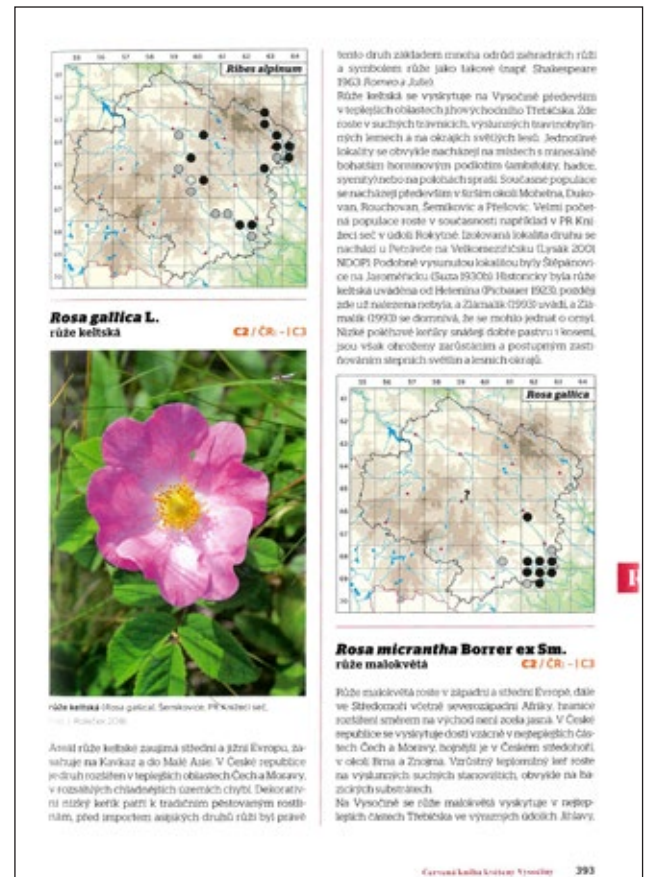 Ribes alpinum
Rosa gallica L.
růže keltská C2 / ČR: – | C3
růže keltská (Rosa gallica), Šemíkovice, PR Kněžecí seč,
Areál růže keltské zaujímá střední a jižní Evropu, za-
sahuje na Kavkaz a do Malé Asie. V České republice
je druh rozšířen v teplejších oblastech Čech a Moravy,
v rozsáhlých chladnějších územích chybí. Dekorativ-
ní nízký keřík patří k tradičním pěstovaným rostli-
nám, před importem asijských druhů růží byl právě
tento druh základem mnoha odrůd zahradních růží
a symbolem růže jako takové (např. Shakespeare
1963 Romeo a Julie).
Růže keltská se vyskytuje na Vysočině především
v teplejších oblastech jihovýchodního Třebíčska. Zde
roste v suchých trávnících, výslunných travinobylin-
ných lemech a na okrajích světlých lesů. Jednotlivé
lokality se obvykle nacházejí na místech s minerálně
bohatším horninovým podložím (amfibolity, hadce,
syenity) nebo na polohách spraší. Současné populace
se nacházejí především v širším okolí Mohelna, Duko-
van, Rouchovan, Šemíkovic a Přešovic. Velmi počet-
ná populace roste v současnosti například v PR Kní-
žecí seč v údolí Rokytné. Izolovaná lokalita druhu se
nachází u Petrávče na Velkomeziříčsku (Lysák 2001
NDOP). Podobně vysunutou lokalitou byly Štěpánovi-
ce na Jaroměřicku (Suza 1930b). Historicky byla růže
keltská uváděna od Helenína (Picbauer 1923), později
zde už nalezena nebyla, a Zlámalík (1993) uvádí, a Zlá-
malík (1993) se domnívá, že se mohlo jednat o omyl.
Nízké poléhavé keříky snášejí dobře pastvu i kosení,
jsou však ohroženy zarůstáním a postupným zasti-
ňováním stepních světlin a lesních okrajů.
Rosa gallica
?
Rosa micrantha Borrer ex Sm.
růže malokvětá C2 / ČR: – | C3
Růže malokvětá roste v západní a střední Evropě, dále
ve Středomoří včetně severozápadní Afriky, hranice
rozšíření směrem na východ není zcela jasná. V České
republice se vyskytuje dosti vzácně v nejteplejších čás-
tech Čech a Moravy, hojnější je v Českém středohoří,
v okolí Brna a Znojma. Vzrůstný teplomilný keř roste
na výslunných suchých stanovištích, obvykle na bá-
zických substrátech.
Na Vysočině se růže malokvětá vyskytuje v nejtep-
lejších částech Třebíčska ve výrazných údolích Jihlavy,
Červená kniha květeny Vysočiny 393